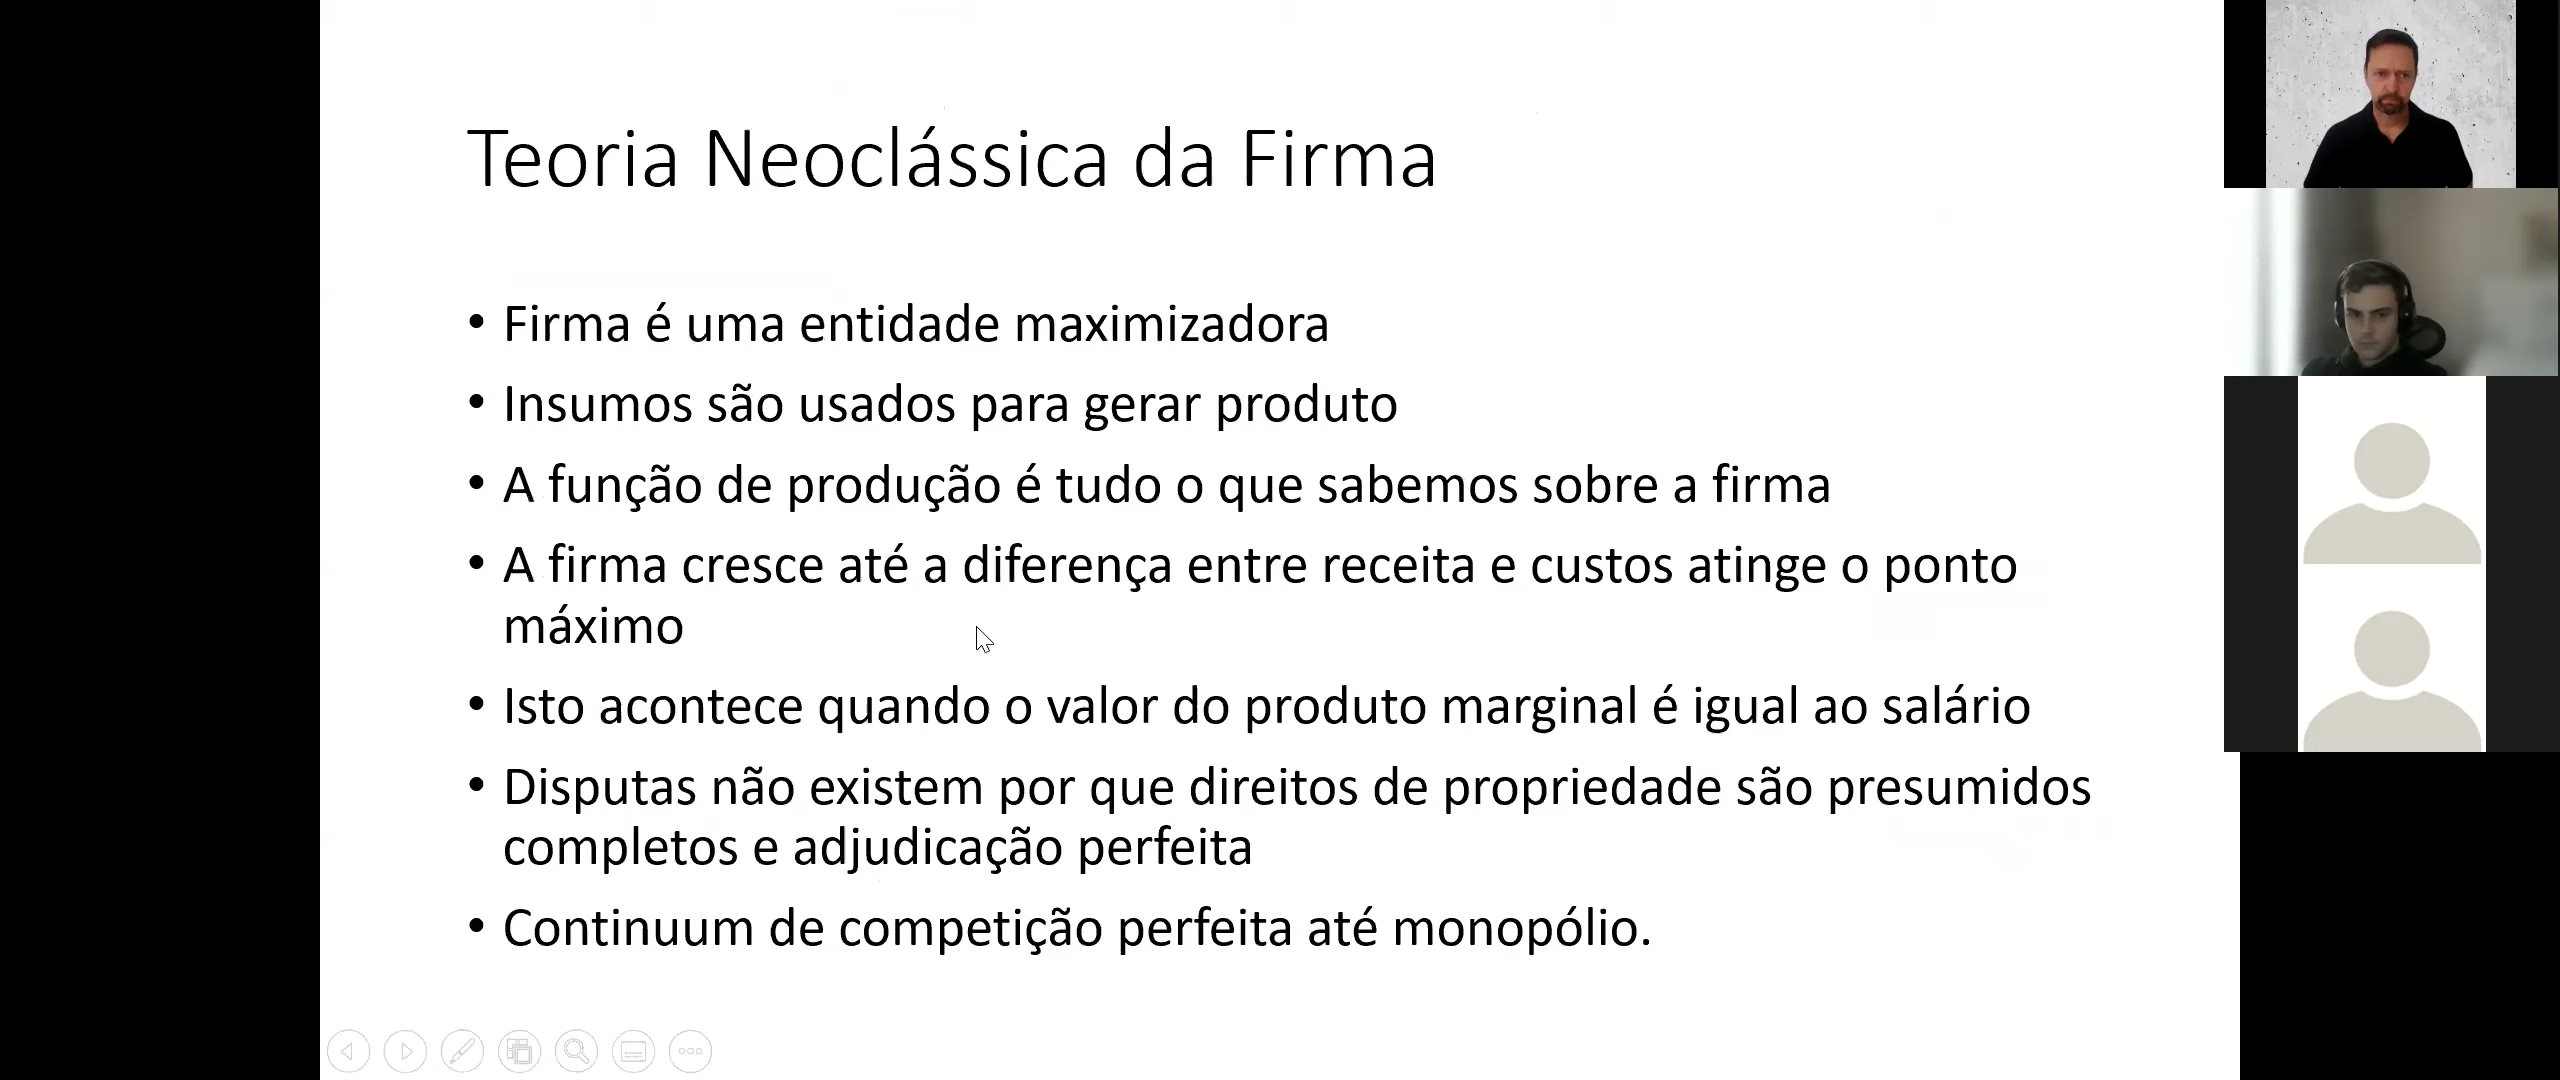 Teoria Neoclássica da Firma
• Firma é uma entidade maximizadora
• Insumos são usados para gerar produto
• A função de produção é tudo o que sabemos sobre a firma
• A firma cresce até a diferença entre receita e custos atinge o ponto
máximo
• Isto acontece quando o valor do produto marginal é igual ao salário
• Disputas não existem por que direitos de propriedade são presumidos
completos e adjudicação perfeita
• Continuum de competição perfeita até monopólio.